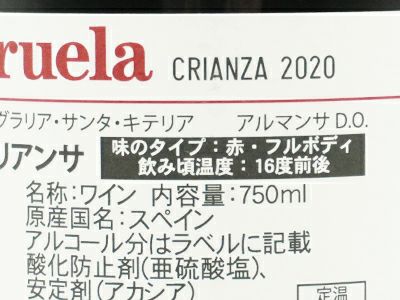 ruela CRIANZA 2020
グラリア・サンタ・キテリア アルマンサ D.O.
リアンサ 味のタイプ：赤・フルボディ
飲み頃温度：16度前後
名称:ワイン 内容量:750ml
原産国名:スペイン
アルコール分はラベルに記載
酸化防止剤(亜硫酸塩)、
安定剤(アカシア) 定温